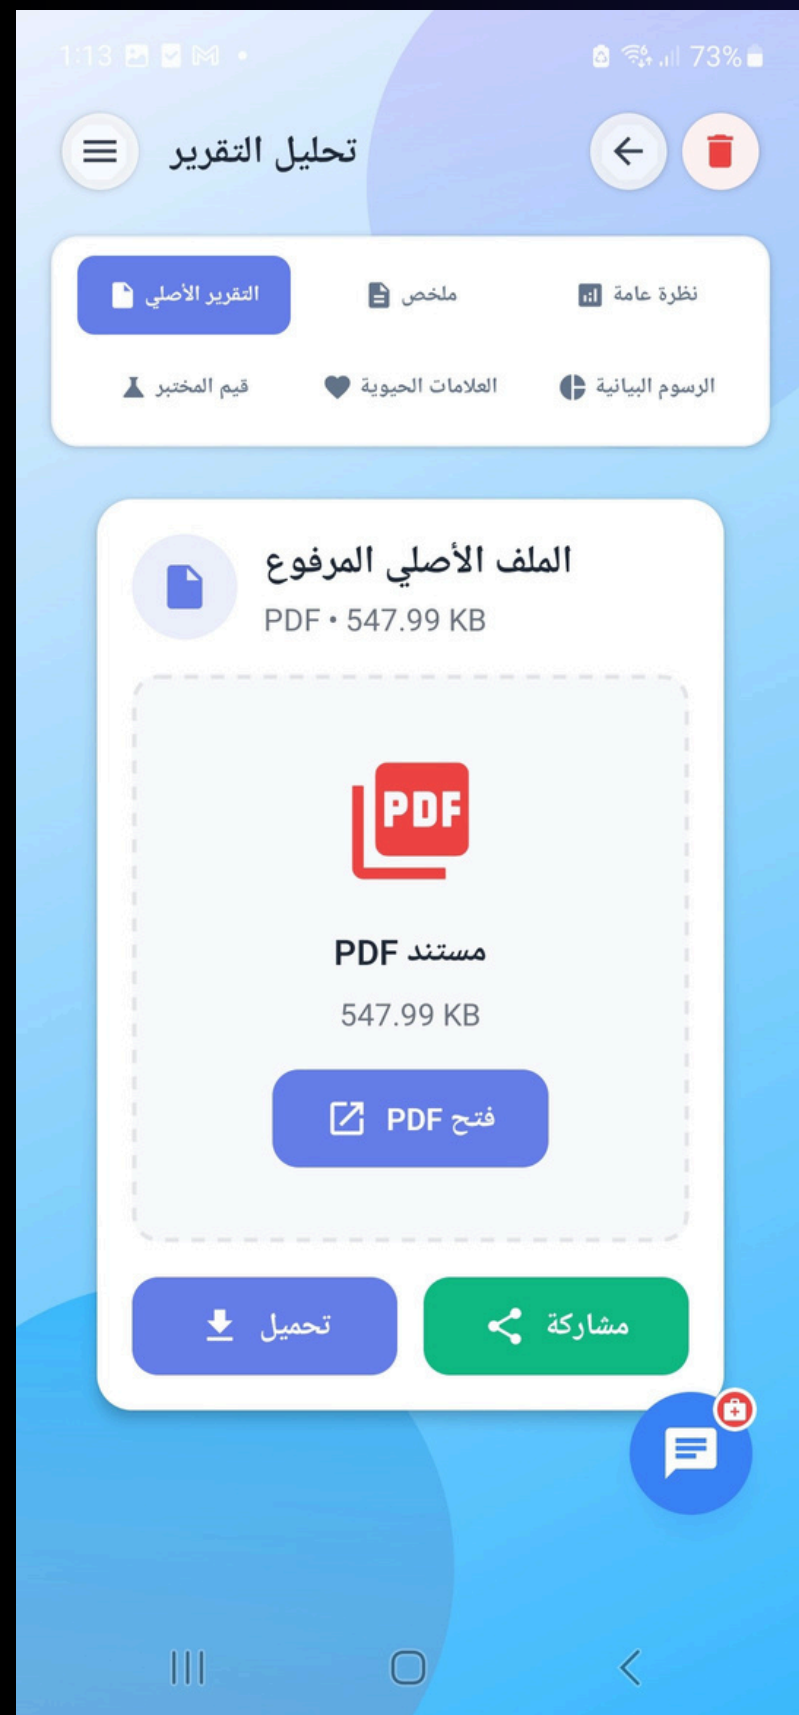 1:13
73%
تحليل التقرير
نظرة عامة
ملخص
التقرير الأصلي
الرسوم البيانية
العلامات الحيوية
قيم المختبر
الملف الأصلي المرفوع
PDF • 547.99 KB
PDF
مستند PDF
547.99 KB
فتح PDF
مشاركة
تحميل